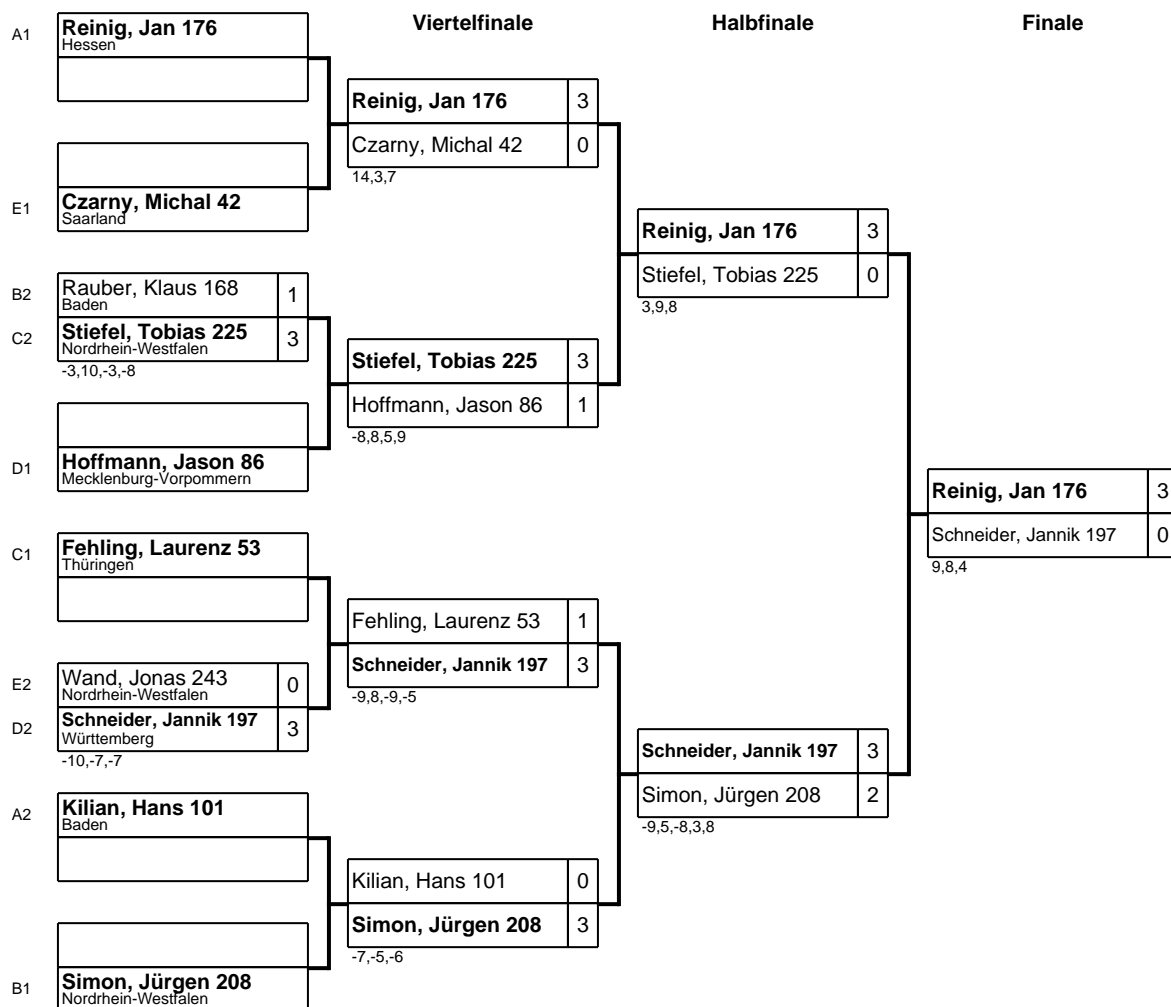 Viertelfinale
Halbfinale
Finale
A1
Reinig, Jan 176
Hessen
E1
Czarny, Michal 42
Saarland
B2
Rauber, Klaus 168
1
Baden
C2
Stiefel, Tobias 225
3
Nordrhein-Westfalen
-3,10,-3,-8
D1
Hoffmann, Jason 86
Mecklenburg-Vorpommern
C1
Fehling, Laurenz 53
Thüringen
E2
Wand, Jonas 243
0
Nordrhein-Westfalen
D2
Schneider, Jannik 197
3
Württemberg
-10,-7,-7
A2
Kilian, Hans 101
Baden
B1
Simon, Jürgen 208
Nordrhein-Westfalen
Reinig, Jan 176
3
Czarny, Michal 42
0
14,3,7
Stiefel, Tobias 225
3
Hoffmann, Jason 86
1
-8,8,5,9
Fehling, Laurenz 53
1
Schneider, Jannik 197
3
-9,8,-9,-5
Kilian, Hans 101
0
Simon, Jürgen 208
3
-7,-5,-6
Reinig, Jan 176
3
Stiefel, Tobias 225
0
3,9,8
Schneider, Jannik 197
3
Simon, Jürgen 208
2
-9,5,-8,3,8
Reinig, Jan 176
3
Schneider, Jannik 197
0
9,8,4